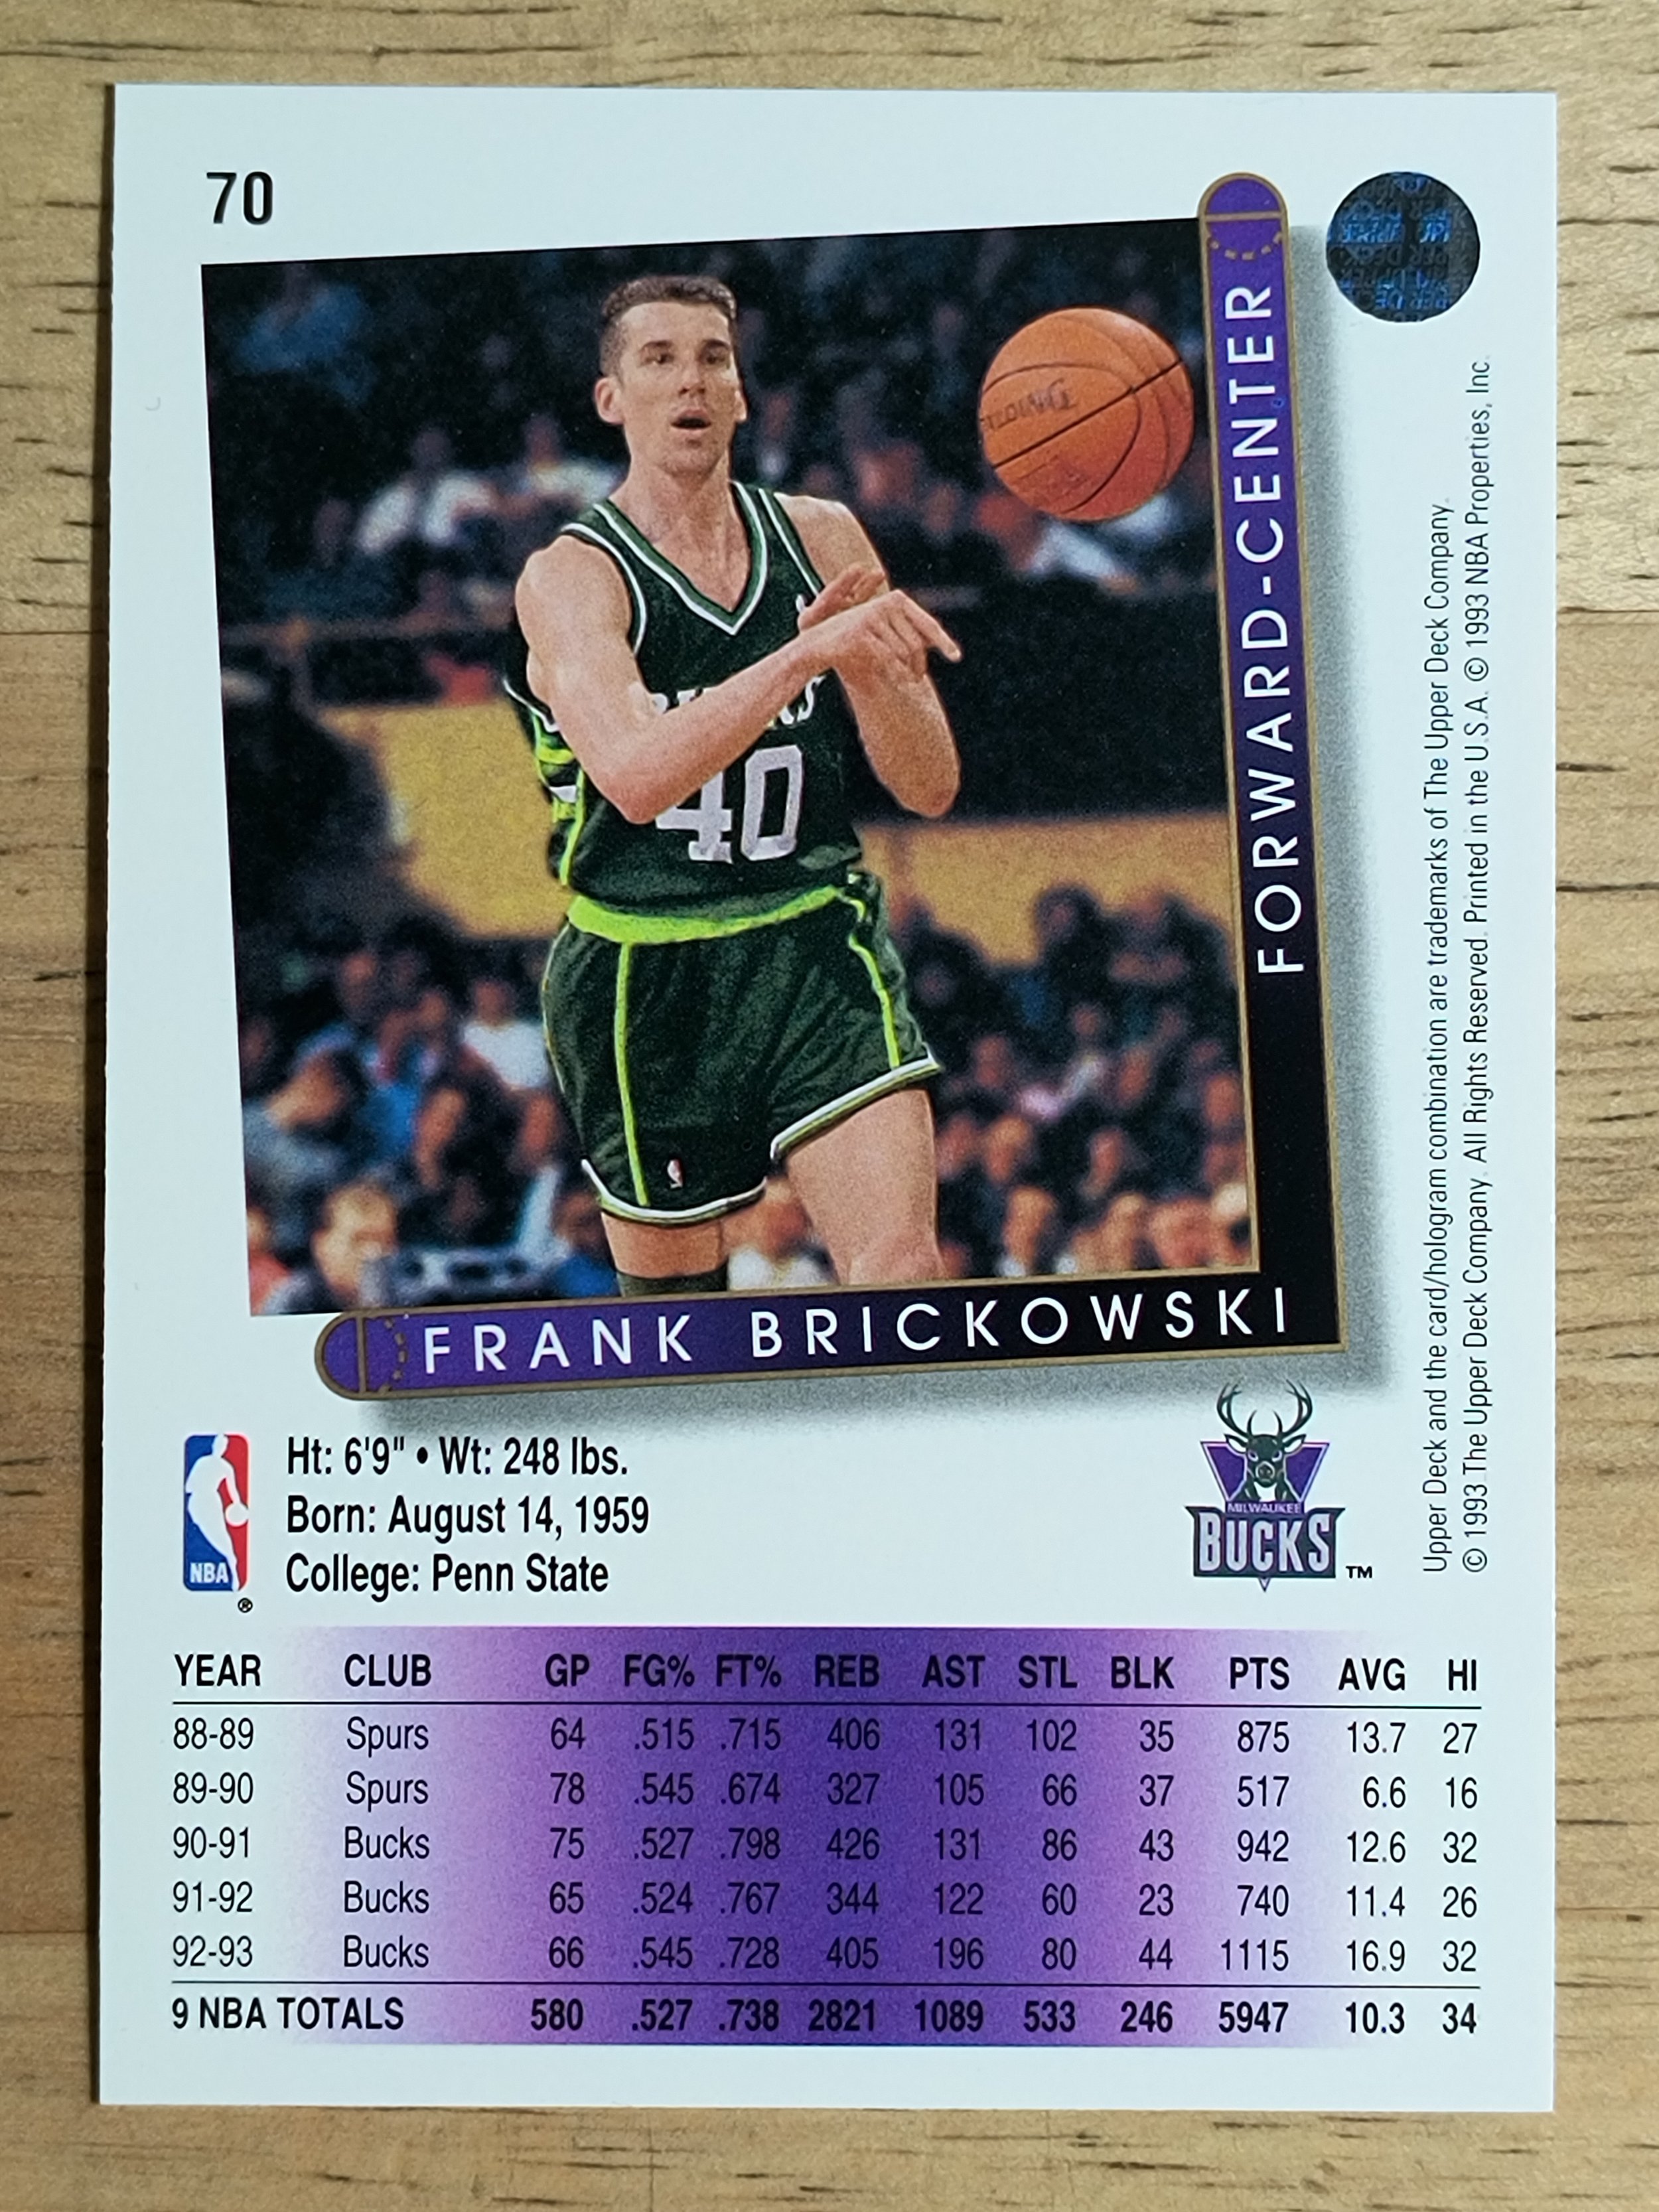 70
FORWARD-CENTER
40
FRANK BRICKOWSKI
Upper Deck and the card/hologram combination are trademarks of The Upper Deck Company.
© 1993 The Upper Deck Company. All Rights Reserved. Printed in the U.S.A. © 1993 NBA Properties, Inc.
NBA
®
Ht: 6'9" • Wt: 248 lbs.
Born: August 14, 1959
College: Penn State
MILWAUKEE
BUCKS ™
YEAR CLUB GP FG% FT% REB AST STL BLK PTS AVG HI
88-89 Spurs 64 .515 .715 406 131 102 35 875 13.7 27
89-90 Spurs 78 .545 .674 327 105 66 37 517 6.6 16
90-91 Bucks 75 .527 .798 426 131 86 43 942 12.6 32
91-92 Bucks 65 .524 .767 344 122 60 23 740 11.4 26
92-93 Bucks 66 .545 .728 405 196 80 44 1115 16.9 32
9 NBA TOTALS 580 .527 .738 2821 1089 533 246 5947 10.3 34